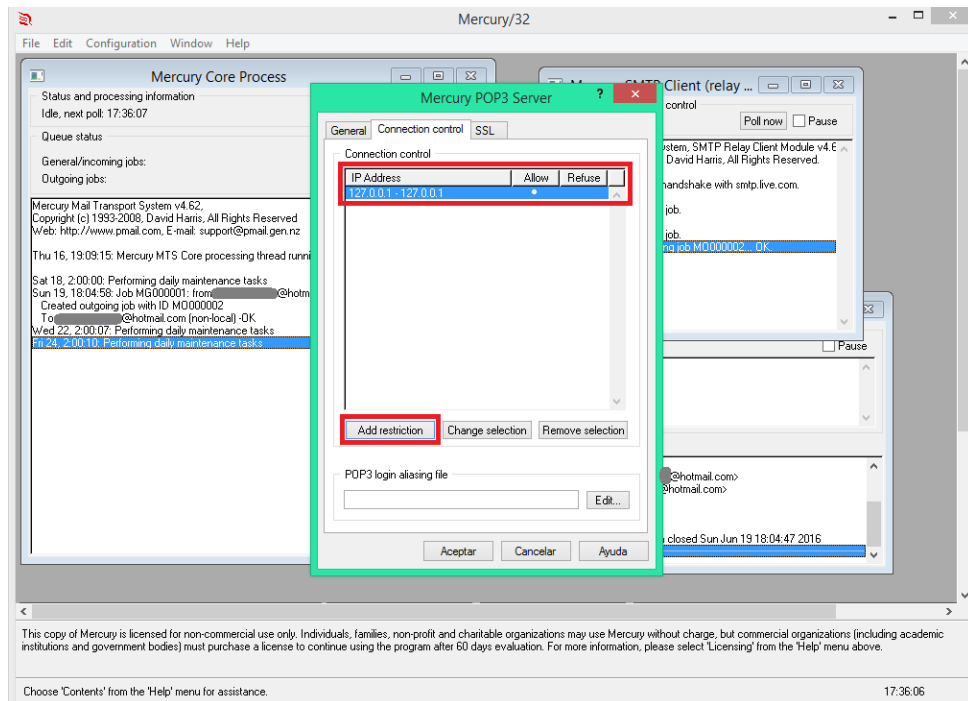 Mercury/32
File Edit Configuration Window Help
Mercury Core Process
Status and processing information
Idle, next poll: 17:36:07
Queue status
General/incoming jobs:
Outgoing jobs:
Mercury Mail Transport System v4.62,
Copyright (c) 1993-2008, David Harris, All Rights Reserved
Web: http://www.pmail.com, E-mail: support@pmail.gen.nz
Thu 16, 19:09:15: Mercury MTS Core processing thread runni
Sat 18, 2:00:00: Performing daily maintenance tasks
Sun 19, 18:04:58: Job MG000001: from @hotm
Created outgoing job with ID MO000002
To @hotmail.com (non-local) -OK
Wed 22, 2:00:07: Performing daily maintenance tasks
Fri 24, 2:00:10: Performing daily maintenance tasks
Mercury POP3 Server ? ×
General Connection control SSL
Connection control
IP Address Allow Refuse
127.0.0.1 - 127.0.0.1
Add restriction Change selection Remove selection
POP3 login aliasing file
Edit...
Aceptar Cancelar Ayuda
Client (relay ...
control
Poll now Pause
ystem, SMTP Relay Client Module v4.6
David Harris, All Rights Reserved.
handshake with smtp.live.com.
job.
job.
ng job MO000002... OK.
Pause
@hotmail.com>
@hotmail.com>
closed Sun Jun 19 18:04:47 2016
This copy of Mercury is licensed for non-commercial use only. Individuals, families, non-profit and charitable organizations may use Mercury without charge, but commercial organizations (including academic
institutions and government bodies) must purchase a license to continue using the program after 60 days evaluation. For more information, please select 'Licensing' from the 'Help' menu above.
Choose 'Contents' from the 'Help' menu for assistance.
17:36:06